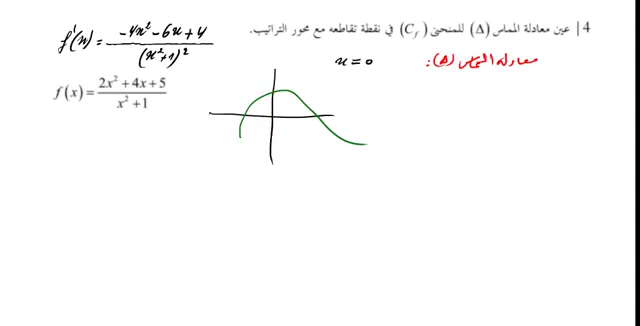 4| عين معادلة المماس (Δ) للمنحنى (C_f) في نقطة تقاطعه مع محور التراتيب.
f'(x) = (-4x² - 6x + 4) / (x² + 1)²
x = 0
معادلة المماس (Δ):
f(x) = (2x² + 4x + 5) / (x² + 1)